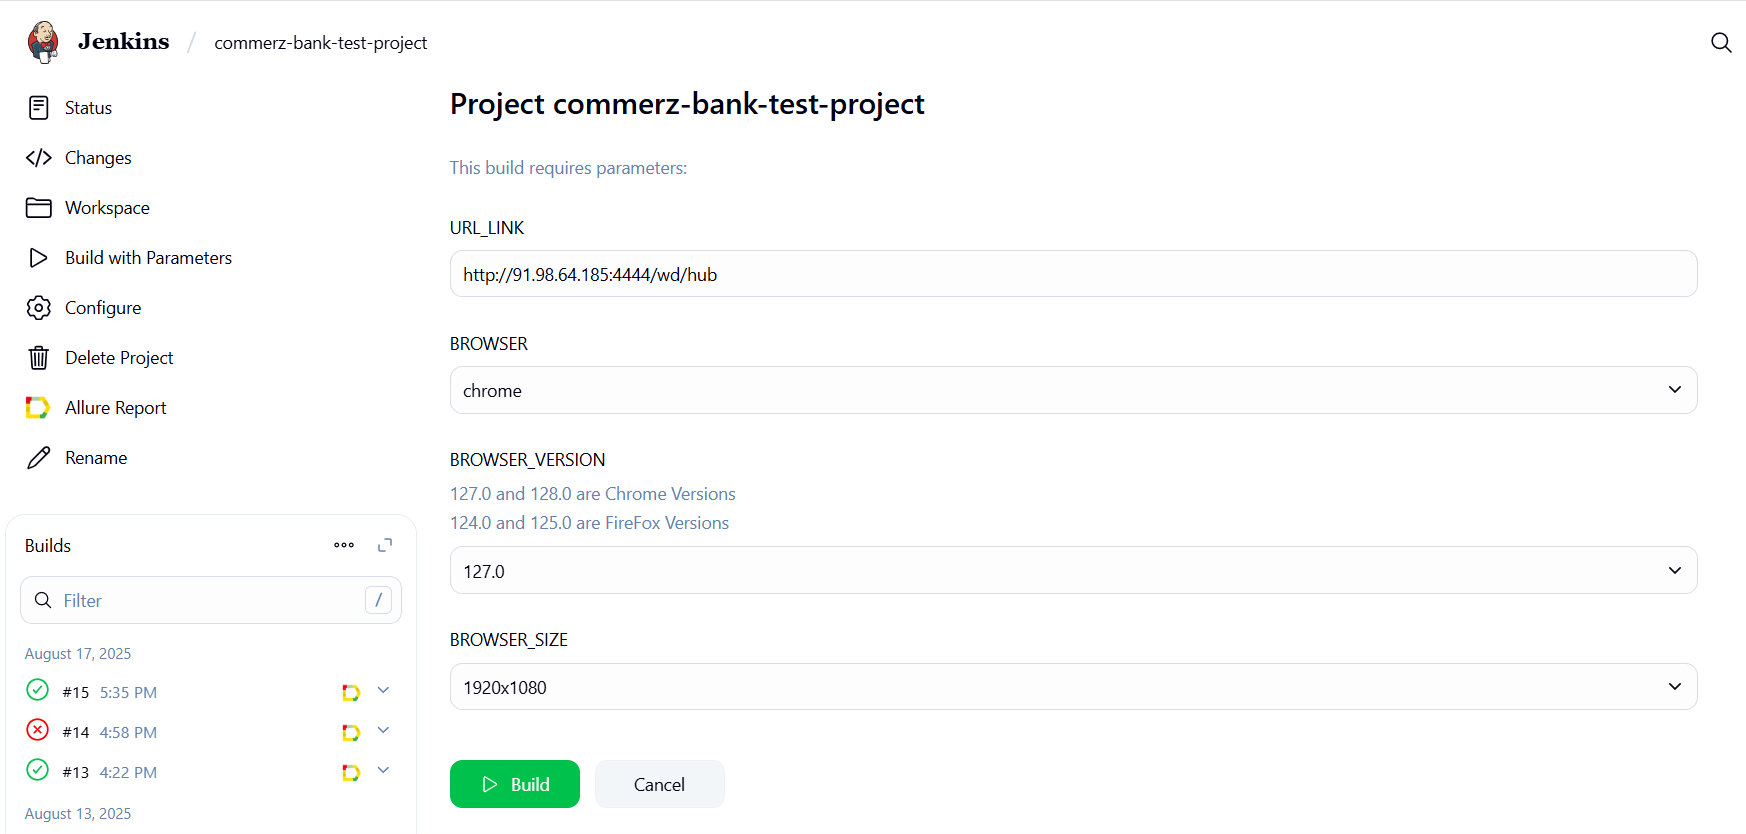 Jenkins / commerz-bank-test-project
Status
Changes
Workspace
Build with Parameters
Configure
Delete Project
Allure Report
Rename
Builds
Filter /
August 17, 2025
#15 5:35 PM
#14 4:58 PM
#13 4:22 PM
August 13, 2025
Project commerz-bank-test-project
This build requires parameters:
URL_LINK
http://91.98.64.185:4444/wd/hub
BROWSER
chrome
BROWSER_VERSION
127.0 and 128.0 are Chrome Versions
124.0 and 125.0 are FireFox Versions
127.0
BROWSER_SIZE
1920x1080
Build Cancel